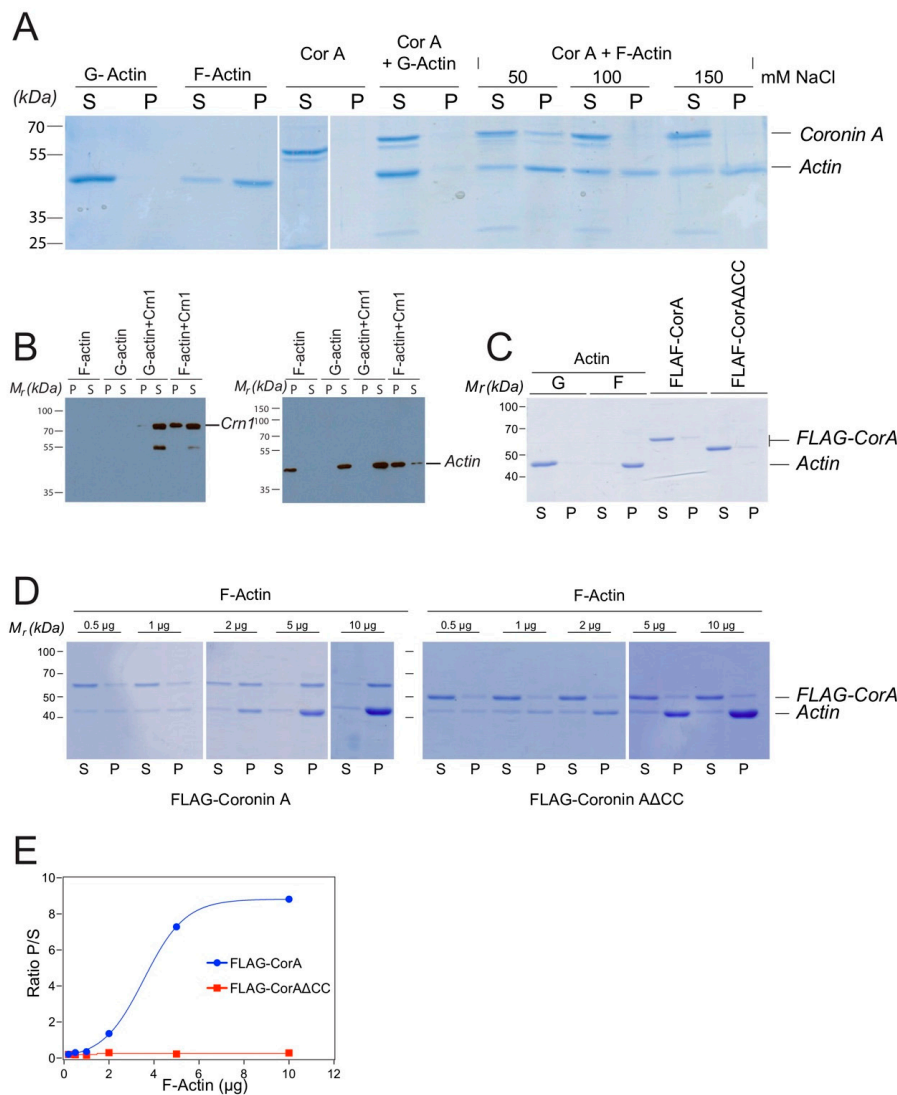 A
G- Actin
F-Actin
Cor A
Cor A
+ G-Actin
Cor A + F-Actin
50
100
150
mM NaCl
(kDa)
S P S P S P S P S P S P S P
70
55
35
25
Coronin A
Actin
B
F-actin
G-actin
G-actin+Crn1
F-actin+Crn1
Mr (kDa)
P S P S P S P S
100
70
55
35
Crn1
F-actin
G-actin
G-actin+Crn1
F-actin+Crn1
Mr (kDa)
P S P S P S P S
150
100
70
55
35
Actin
C
Actin
G
F
FLAF-CorA
FLAF-CorAΔCC
Mr (kDa)
100
70
50
40
FLAG-CorA
Actin
S P S P S P S P
D
F-Actin
F-Actin
Mr (kDa)
0.5 µg
1 µg
2 µg
5 µg
10 µg
0.5 µg
1 µg
2 µg
5 µg
10 µg
100
70
50
40
FLAG-CorA
Actin
S P S P S P S P S P
S P S P S P S P S P
FLAG-Coronin A
FLAG-Coronin AΔCC
E
10
8
6
4
2
0
Ratio P/S
FLAG-CorA
FLAG-CorAΔCC
0 2 4 6 8 10 12
F-Actin (µg)